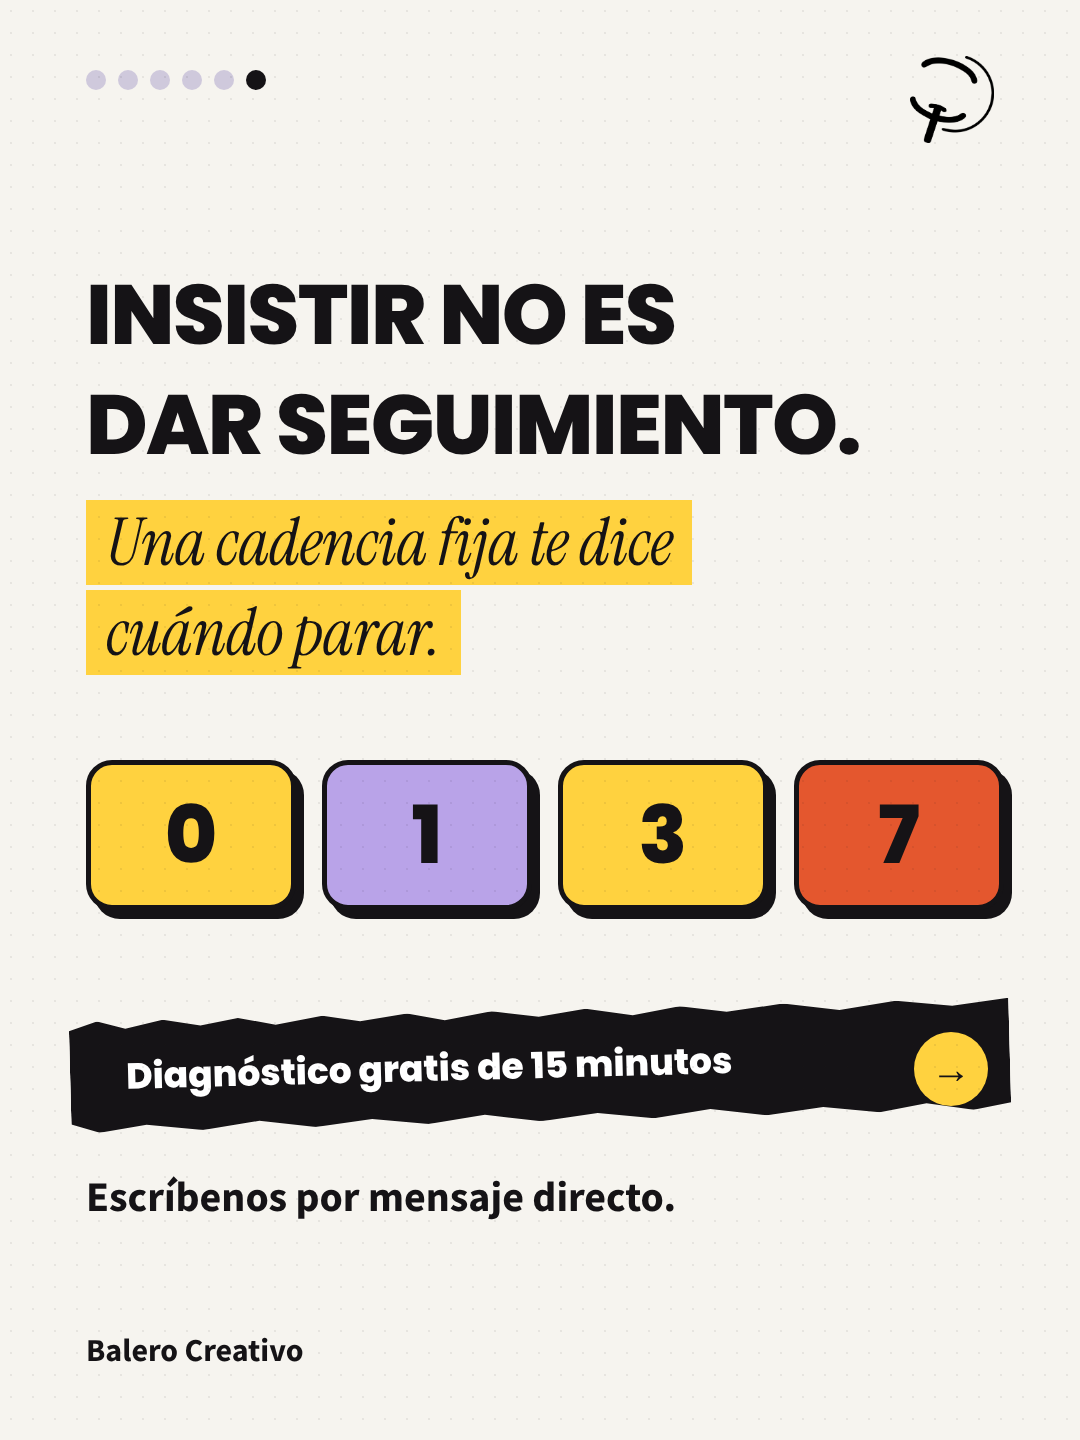 INSISTIR NO ES
DAR SEGUIMIENTO.
Una cadencia fija te dice
cuándo parar.
0 1 3 7
Diagnóstico gratis de 15 minutos →
Escríbenos por mensaje directo.
Balero Creativo